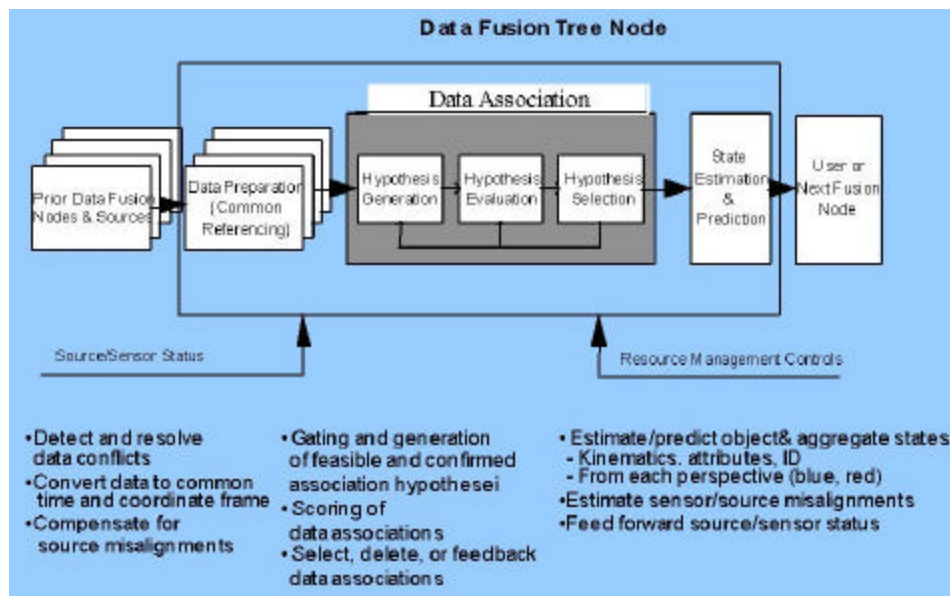 Data Fusion Tree Node
Data Association
Prior Data Fusion
Nodes & Sources
Data Preparation
(Common
Referencing)
Hypothesis
Generation
Hypothesis
Evaluation
Hypothesis
Selection
State
Estimation
&
Prediction
User or
Next Fusion
Node
Source/Sensor Status
Resource Management Controls
•Detect and resolve
data conflicts
•Convert data to common
time and coordinate frame
•Compensate for
source misalignments
•Gating and generation
of feasible and confirmed
association hypothesei
•Scoring of
data associations
•Select, delete, or feedback
data associations
•Estimate/predict object& aggregate states
- Kinematics. attributes, ID
- From each perspective (blue, red)
•Estimate sensor/source misalignments
•Feed forward source/sensor status